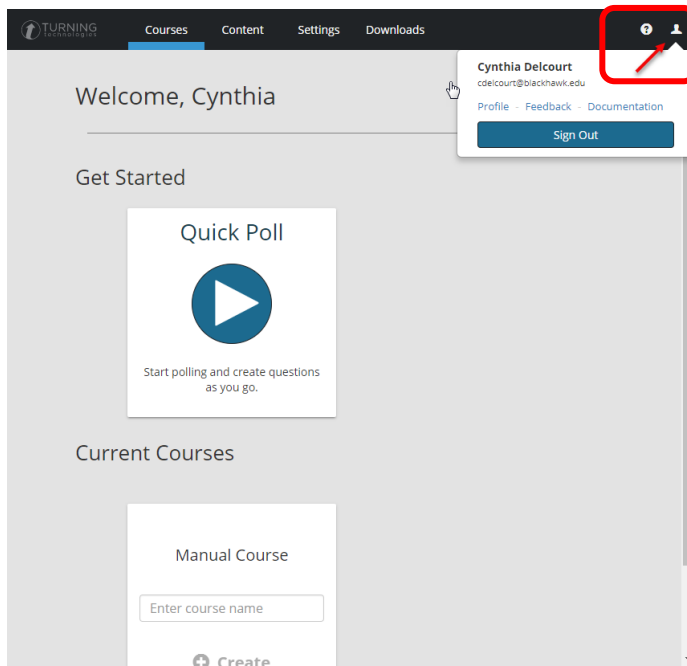 TURNING
technologies
Courses
Content
Settings
Downloads
?
Cynthia Delcourt
cdelcourt@blackhawk.edu
Profile - Feedback - Documentation
Sign Out
Welcome, Cynthia
Get Started
Quick Poll
Start polling and create questions
as you go.
Current Courses
Manual Course
Enter course name
Create